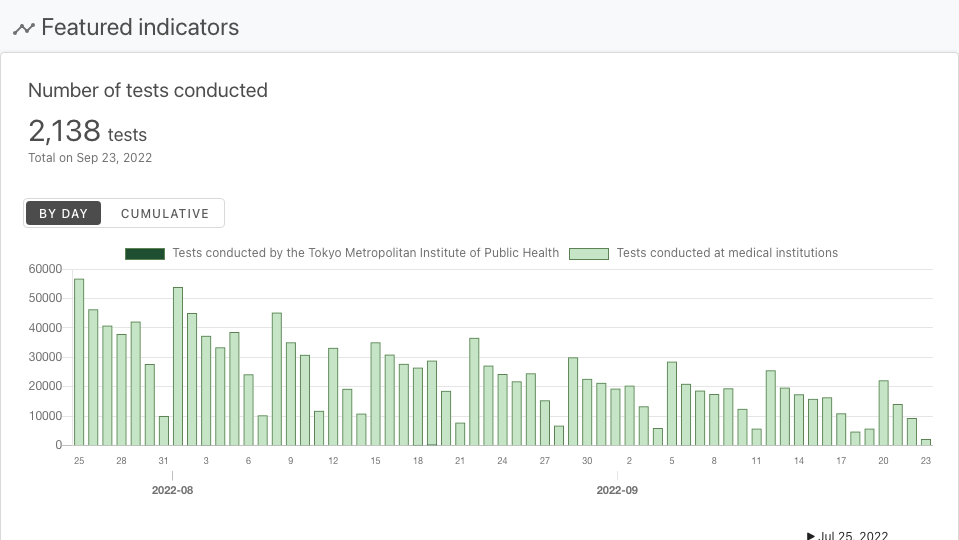 Featured indicators
Number of tests conducted
2,138 tests
Total on Sep 23, 2022
BY DAY CUMULATIVE
Tests conducted by the Tokyo Metropolitan Institute of Public Health Tests conducted at medical institutions
60000
50000
40000
30000
20000
10000
0
25 28 31 3 6 9 12 15 18 21 24 27 30 2 5 8 11 14 17 20 23
2022-08 2022-09
Jul 25, 2022